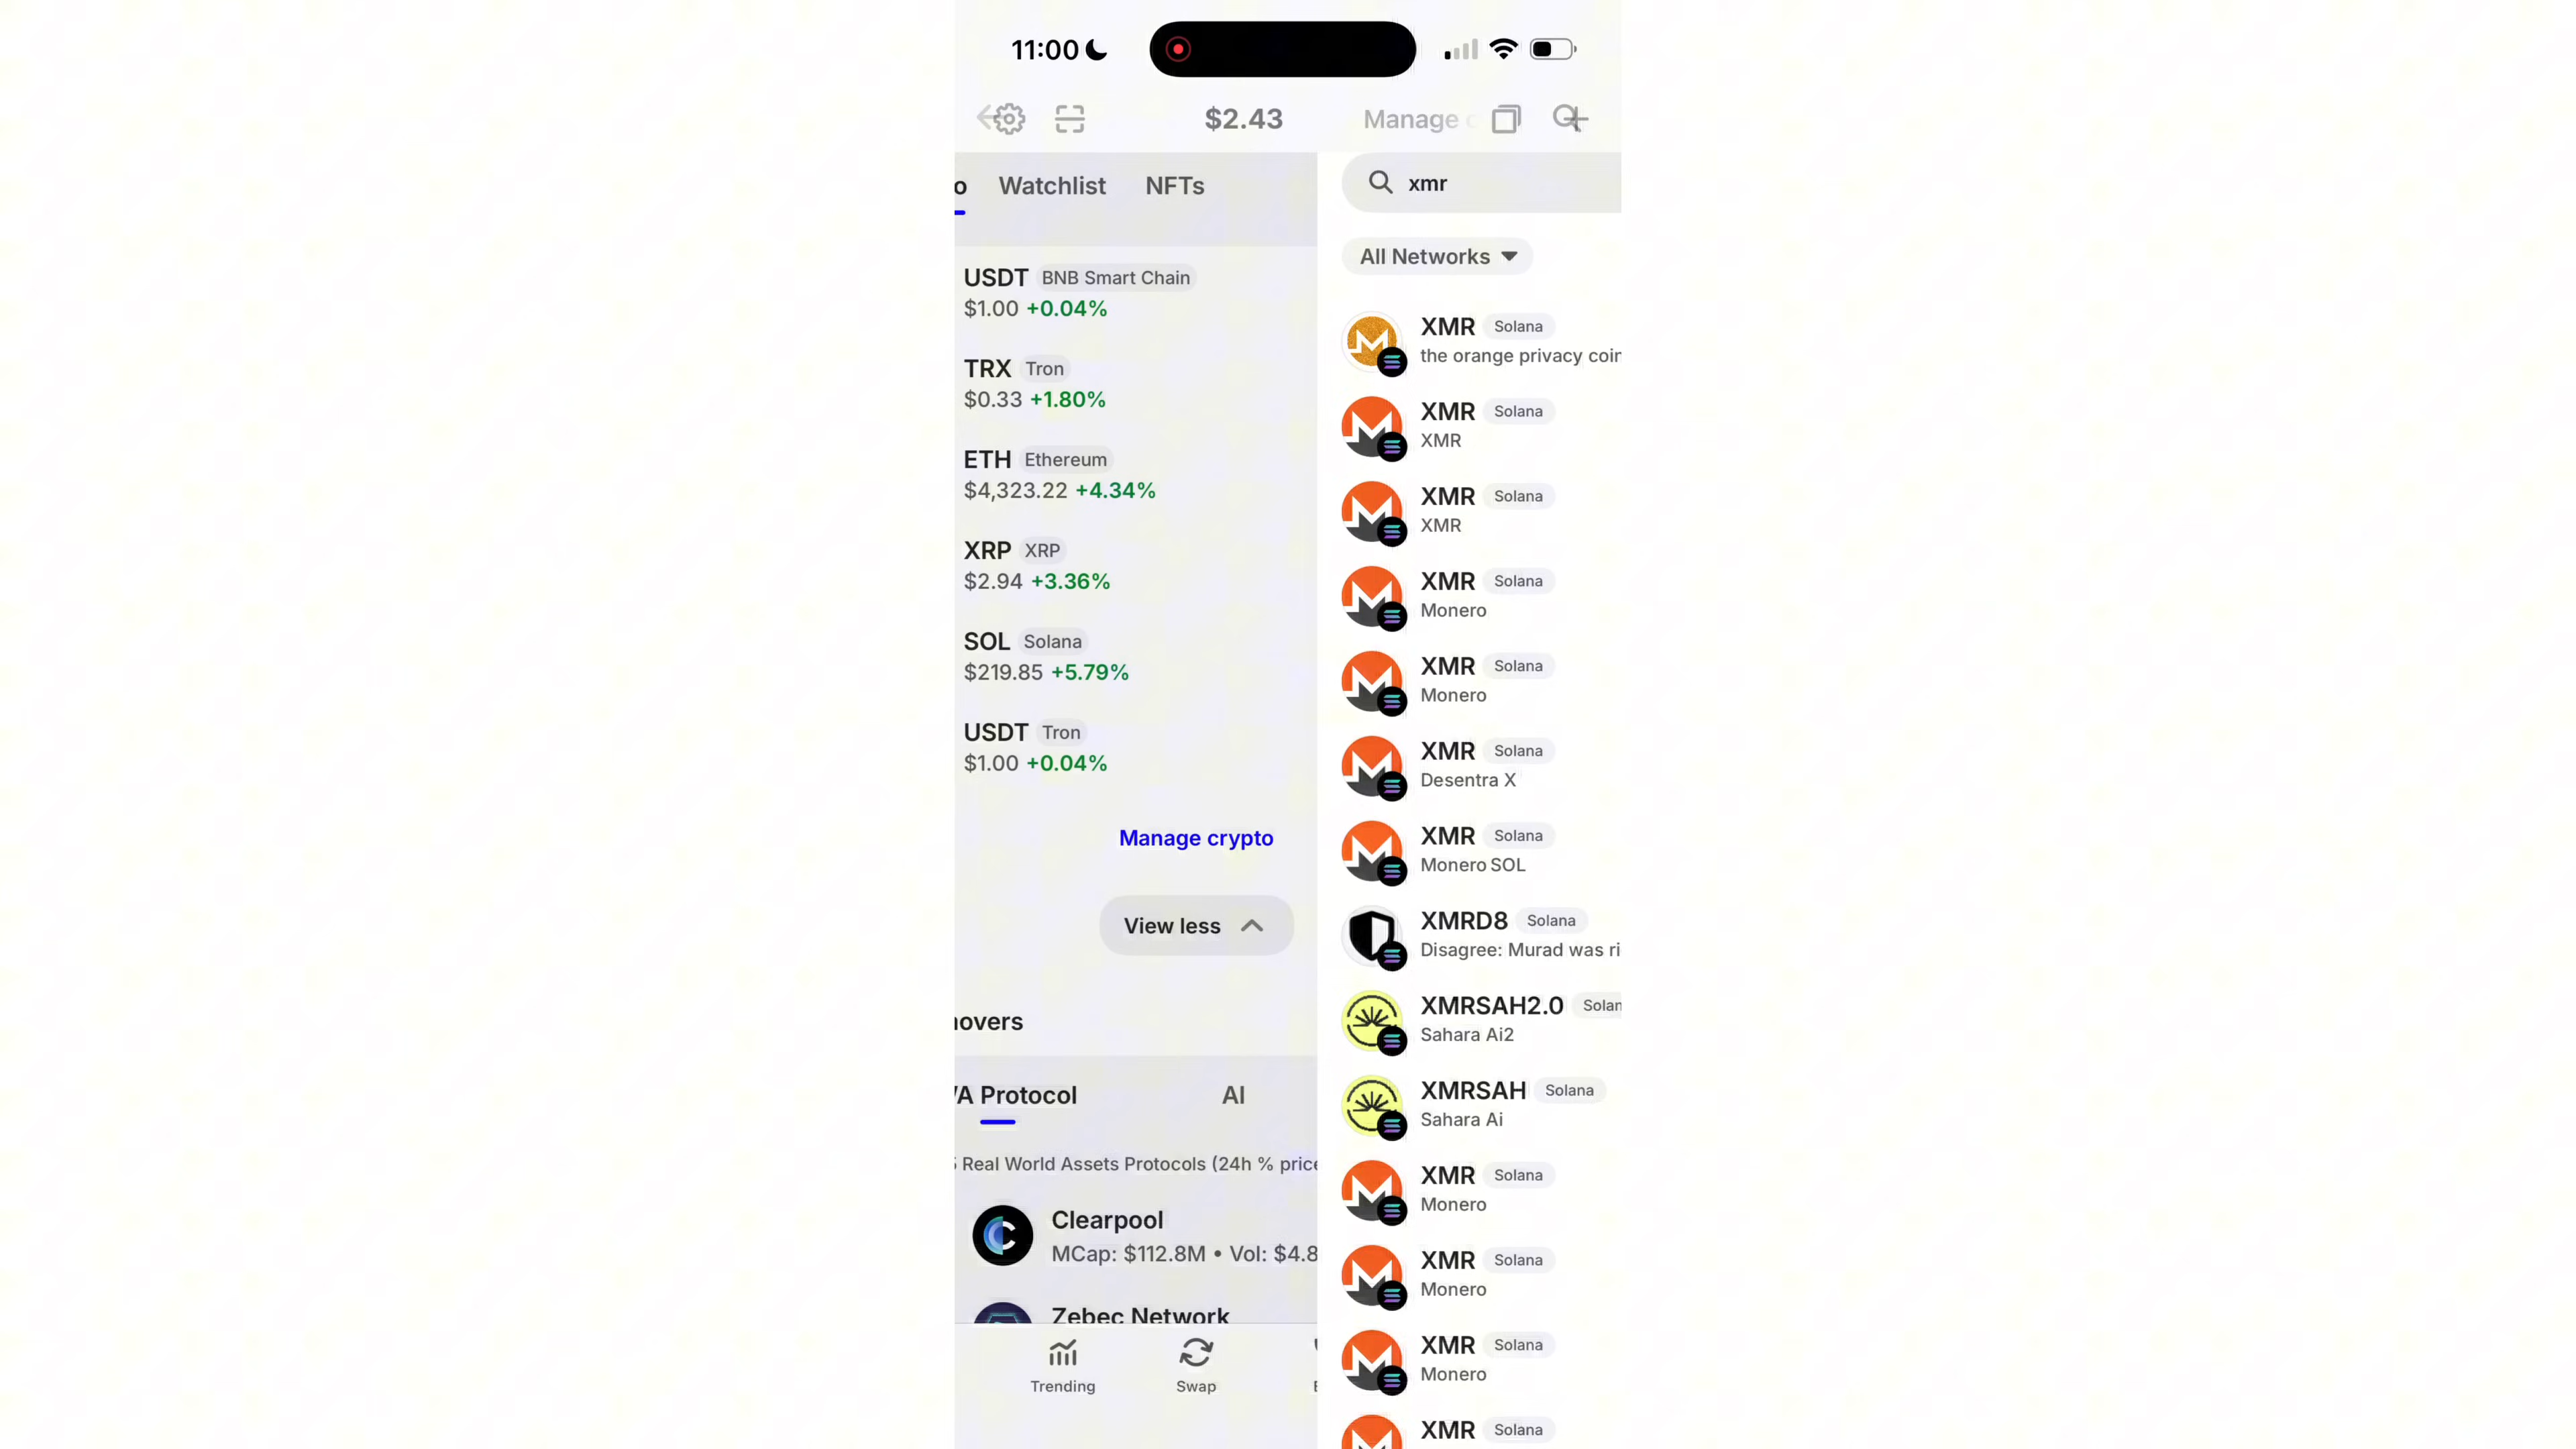 11:00
$2.43
Manage
Watchlist
NFTs
USDT BNB Smart Chain
$1.00 +0.04%
TRX Tron
$0.33 +1.80%
ETH Ethereum
$4,323.22 +4.34%
XRP XRP
$2.94 +3.36%
SOL Solana
$219.85 +5.79%
USDT Tron
$1.00 +0.04%
Manage crypto
View less
overs
Protocol
AI
Real World Assets Protocols (24h % price
Clearpool
MCap: $112.8M • Vol: $4.8
Zebec Network
Trending
Swap
xmr
All Networks
XMR Solana
the orange privacy coin
XMR Solana
XMR
XMR Solana
XMR
XMR Solana
Monero
XMR Solana
Monero
XMR Solana
Desentra X
XMR Solana
Monero SOL
XMRD8 Solana
Disagree: Murad was ri
XMRSAH2.0 Solan
Sahara Ai2
XMRSAH Solana
Sahara Ai
XMR Solana
Monero
XMR Solana
Monero
XMR Solana
Monero
XMR Solana